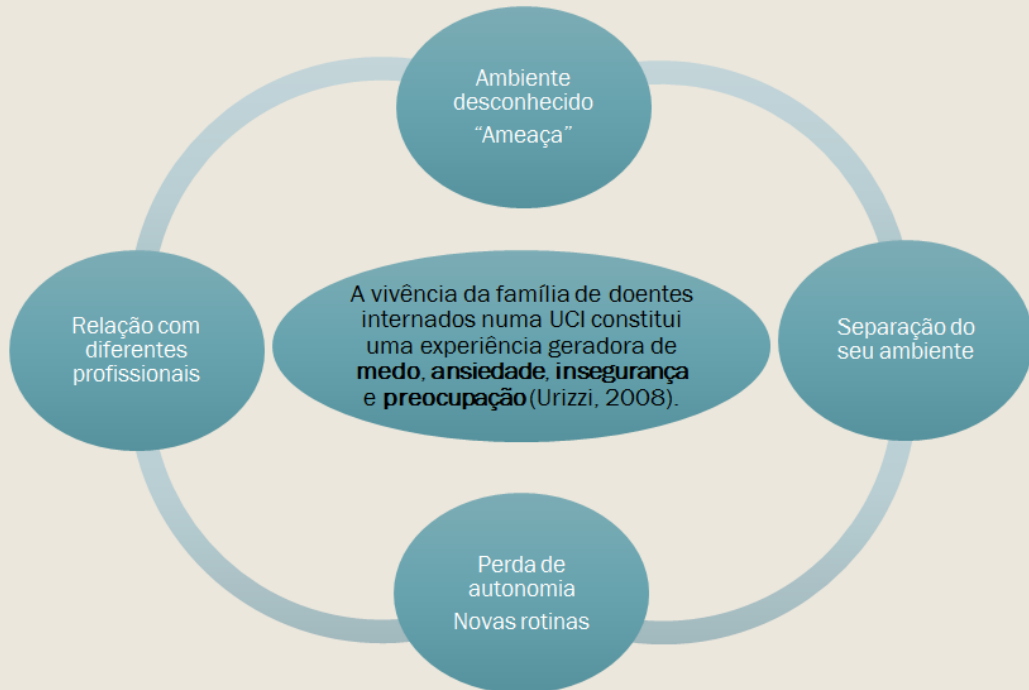 Ambiente
desconhecido
“Ameaça”
Relação com
diferentes
profissionais
A vivência da família de doentes
internados numa UCI constitui
uma experiência geradora de
medo, ansiedade, insegurança
e preocupação (Urizzi, 2008).
Separação do
seu ambiente
Perda de
autonomia
Novas rotinas